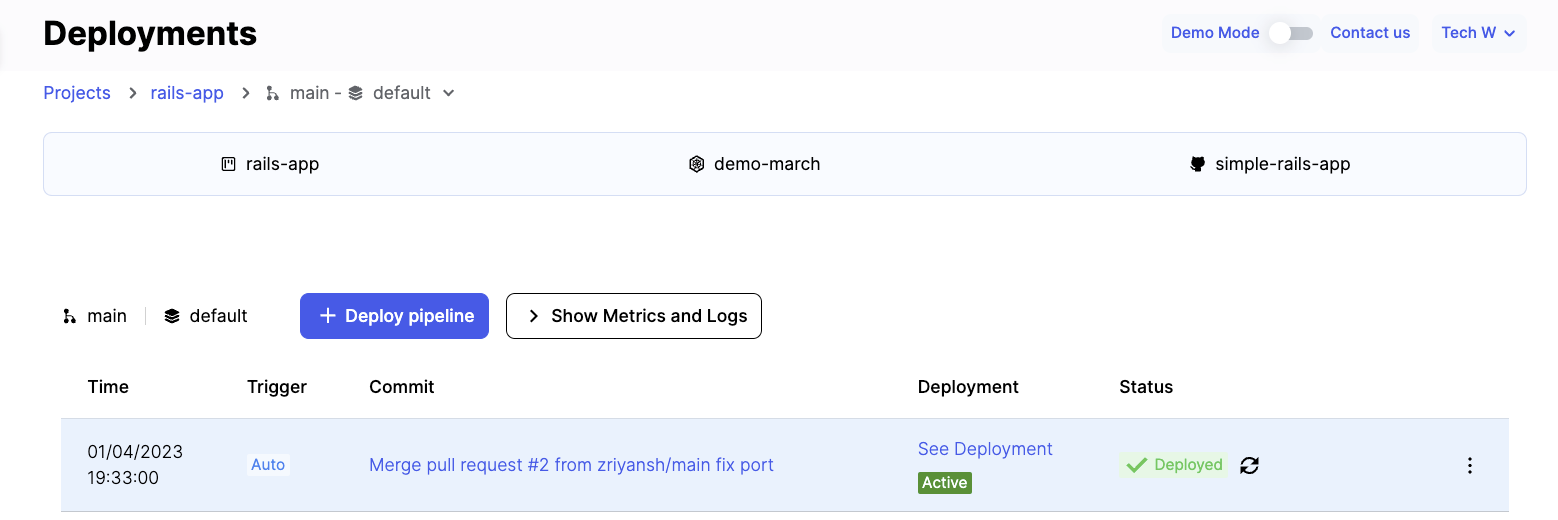 Deployments
Demo Mode Contact us Tech W
Projects rails-app main - default
rails-app demo-march simple-rails-app
main default + Deploy pipeline Show Metrics and Logs
Time Trigger Commit Deployment Status
01/04/2023
19:33:00
Auto
Merge pull request #2 from zriyansh/main fix port
See Deployment
Active
Deployed